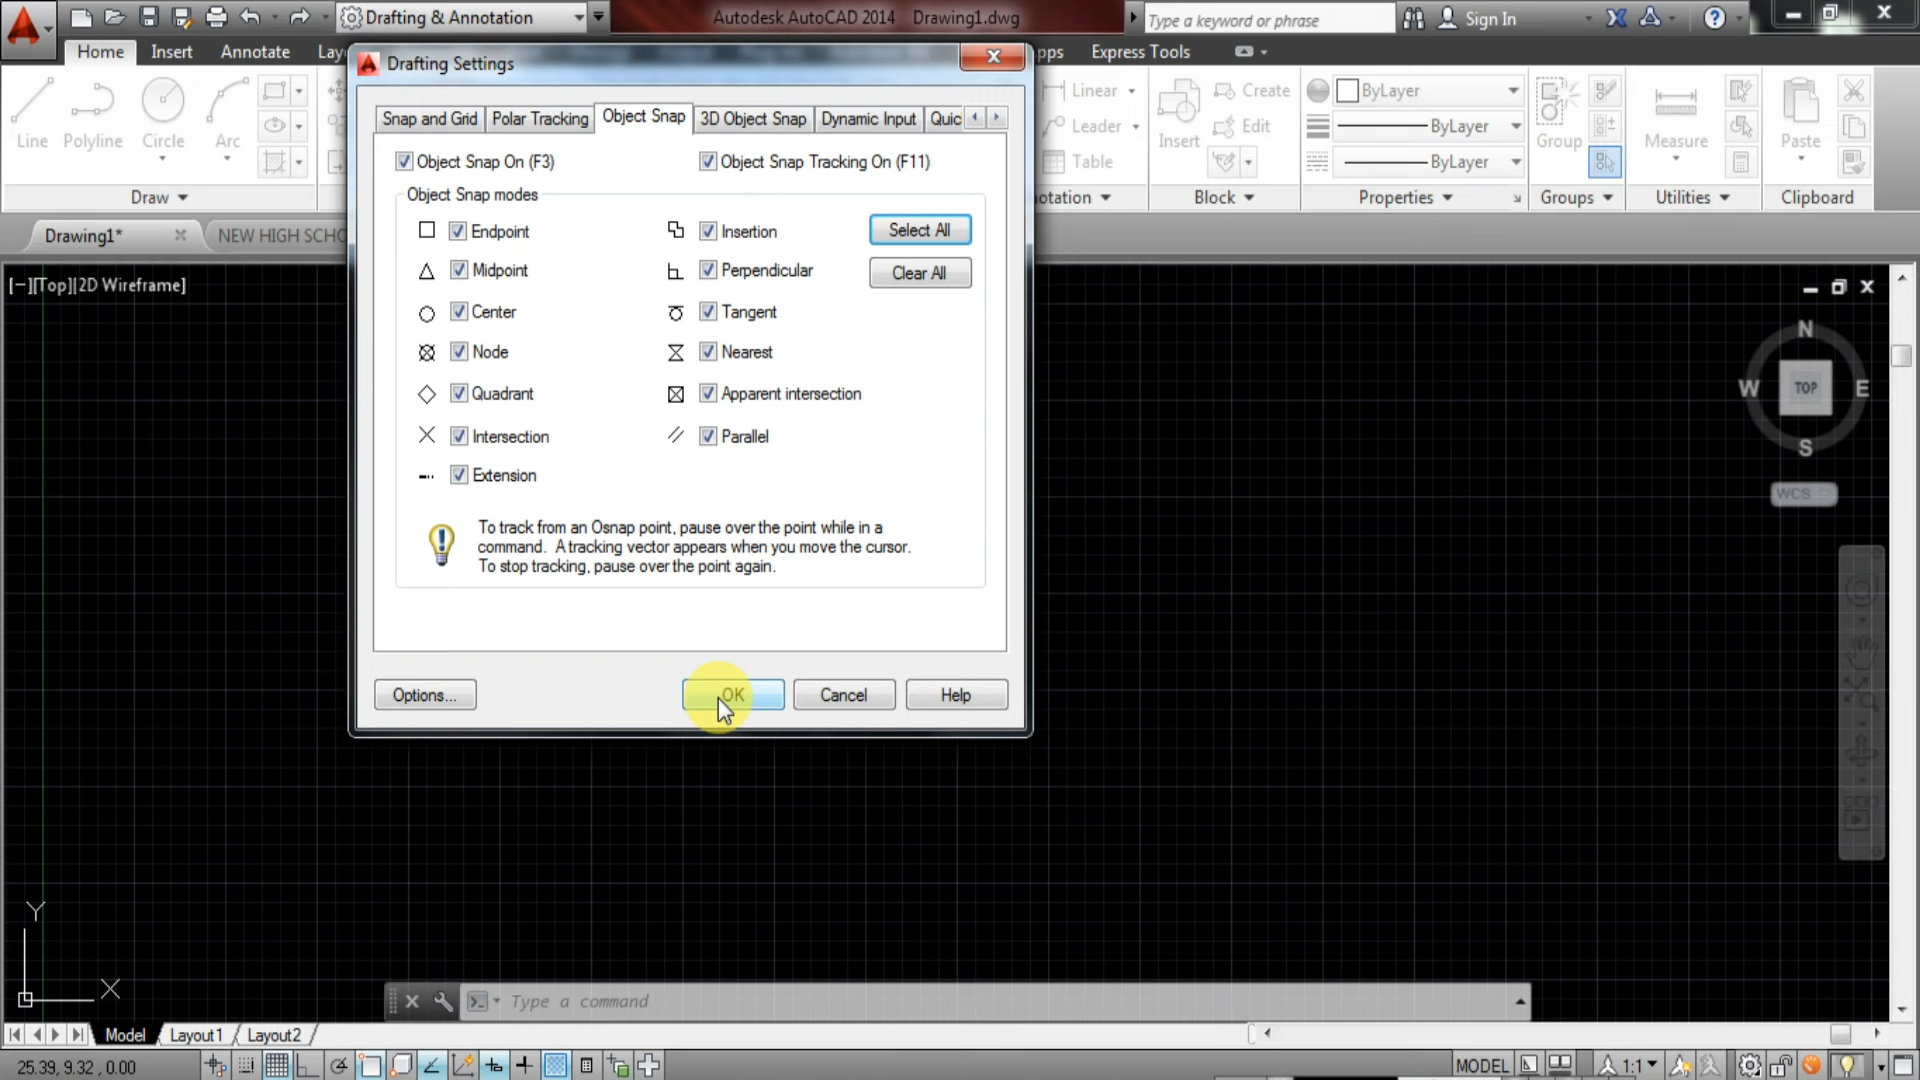 Drafting & Annotation
Autodesk AutoCAD 2014 Drawing1.dwg
Type a keyword or phrase
Sign In
Home Insert Annotate Express Tools
Drafting Settings
Line Polyline Circle Arc
Draw
Linear
Leader
Table
Insert
Create
Edit
Block
ByLayer
ByLayer
ByLayer
Properties
Group
Groups
Measure
Utilities
Paste
Clipboard
Drawing1*
NEW HIGH SCHO
[−][Top][2D Wireframe]
Snap and Grid Polar Tracking Object Snap 3D Object Snap Dynamic Input Quic
Object Snap On (F3) Object Snap Tracking On (F11)
Object Snap modes
Endpoint Insertion Select All
Midpoint Perpendicular Clear All
Center Tangent
Node Nearest
Quadrant Apparent intersection
Intersection Parallel
Extension
To track from an Osnap point, pause over the point while in a
command. A tracking vector appears when you move the cursor.
To stop tracking, pause over the point again.
Options... OK Cancel Help
N
W TOP E
S
WCS
Y
X
Type a command
Model Layout1 Layout2
25.39, 9.32 , 0.00
MODEL
1:1